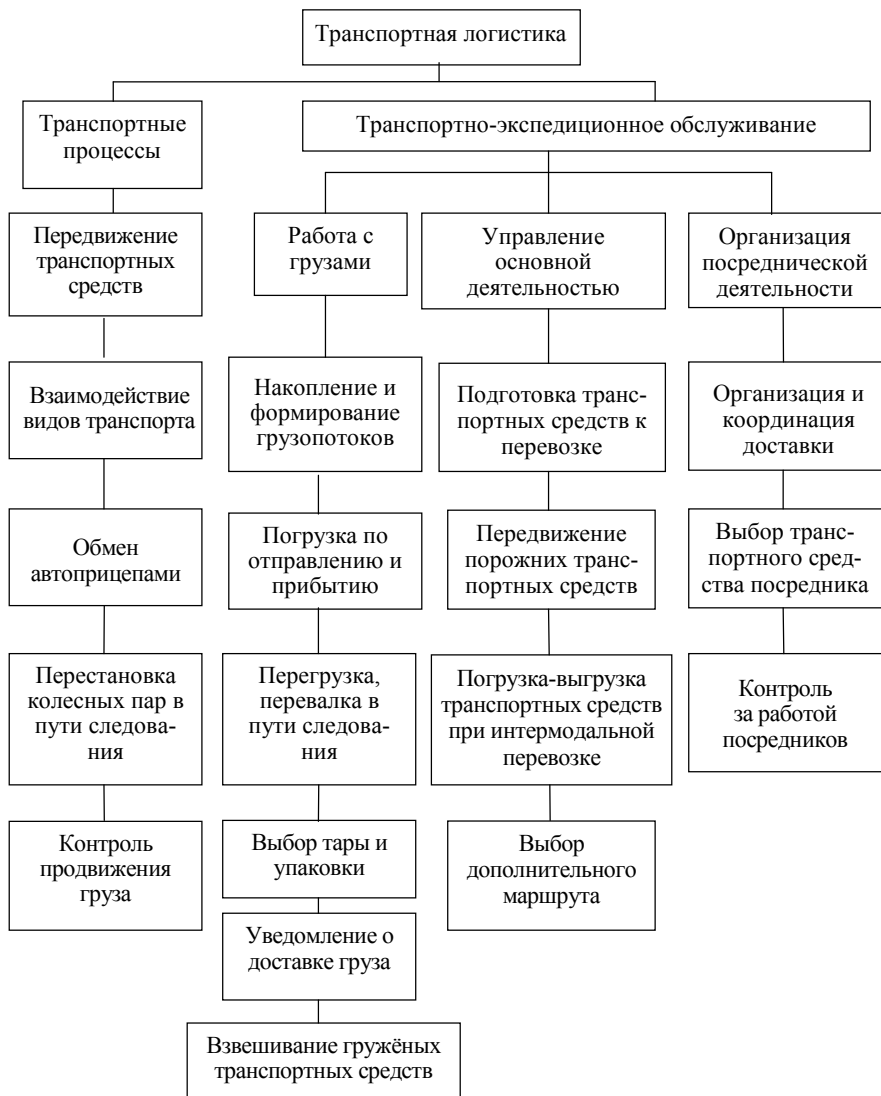 Транспортная логистика
Транспортные
процессы
Транспортно-экспедиционное обслуживание
Передвижение
транспортных
средств
Работа с
грузами
Управление
основной
деятельностью
Организация
посреднической
деятельности
Взаимодействие
видов транспорта
Накопление и
формирование
грузопотоков
Подготовка транс-
портных средств к
перевозке
Организация и
координация
доставки
Обмен
автоприцепами
Погрузка по
отправлению и
прибытию
Передвижение
порожних транс-
портных средств
Выбор транс-
портного сред-
ства посредника
Перестановка
колесных пар в
пути следова-
ния
Перегрузка,
перевалка в
пути следования
Погрузка-выгрузка
транспортных средств
при интермодальной
перевозке
Контроль
за работой
посредников
Контроль
продвижения
груза
Выбор тары и
упаковки
Выбор
дополнительного
маршрута
Уведомление о
доставке груза
Взвешивание гружёных
транспортных средств